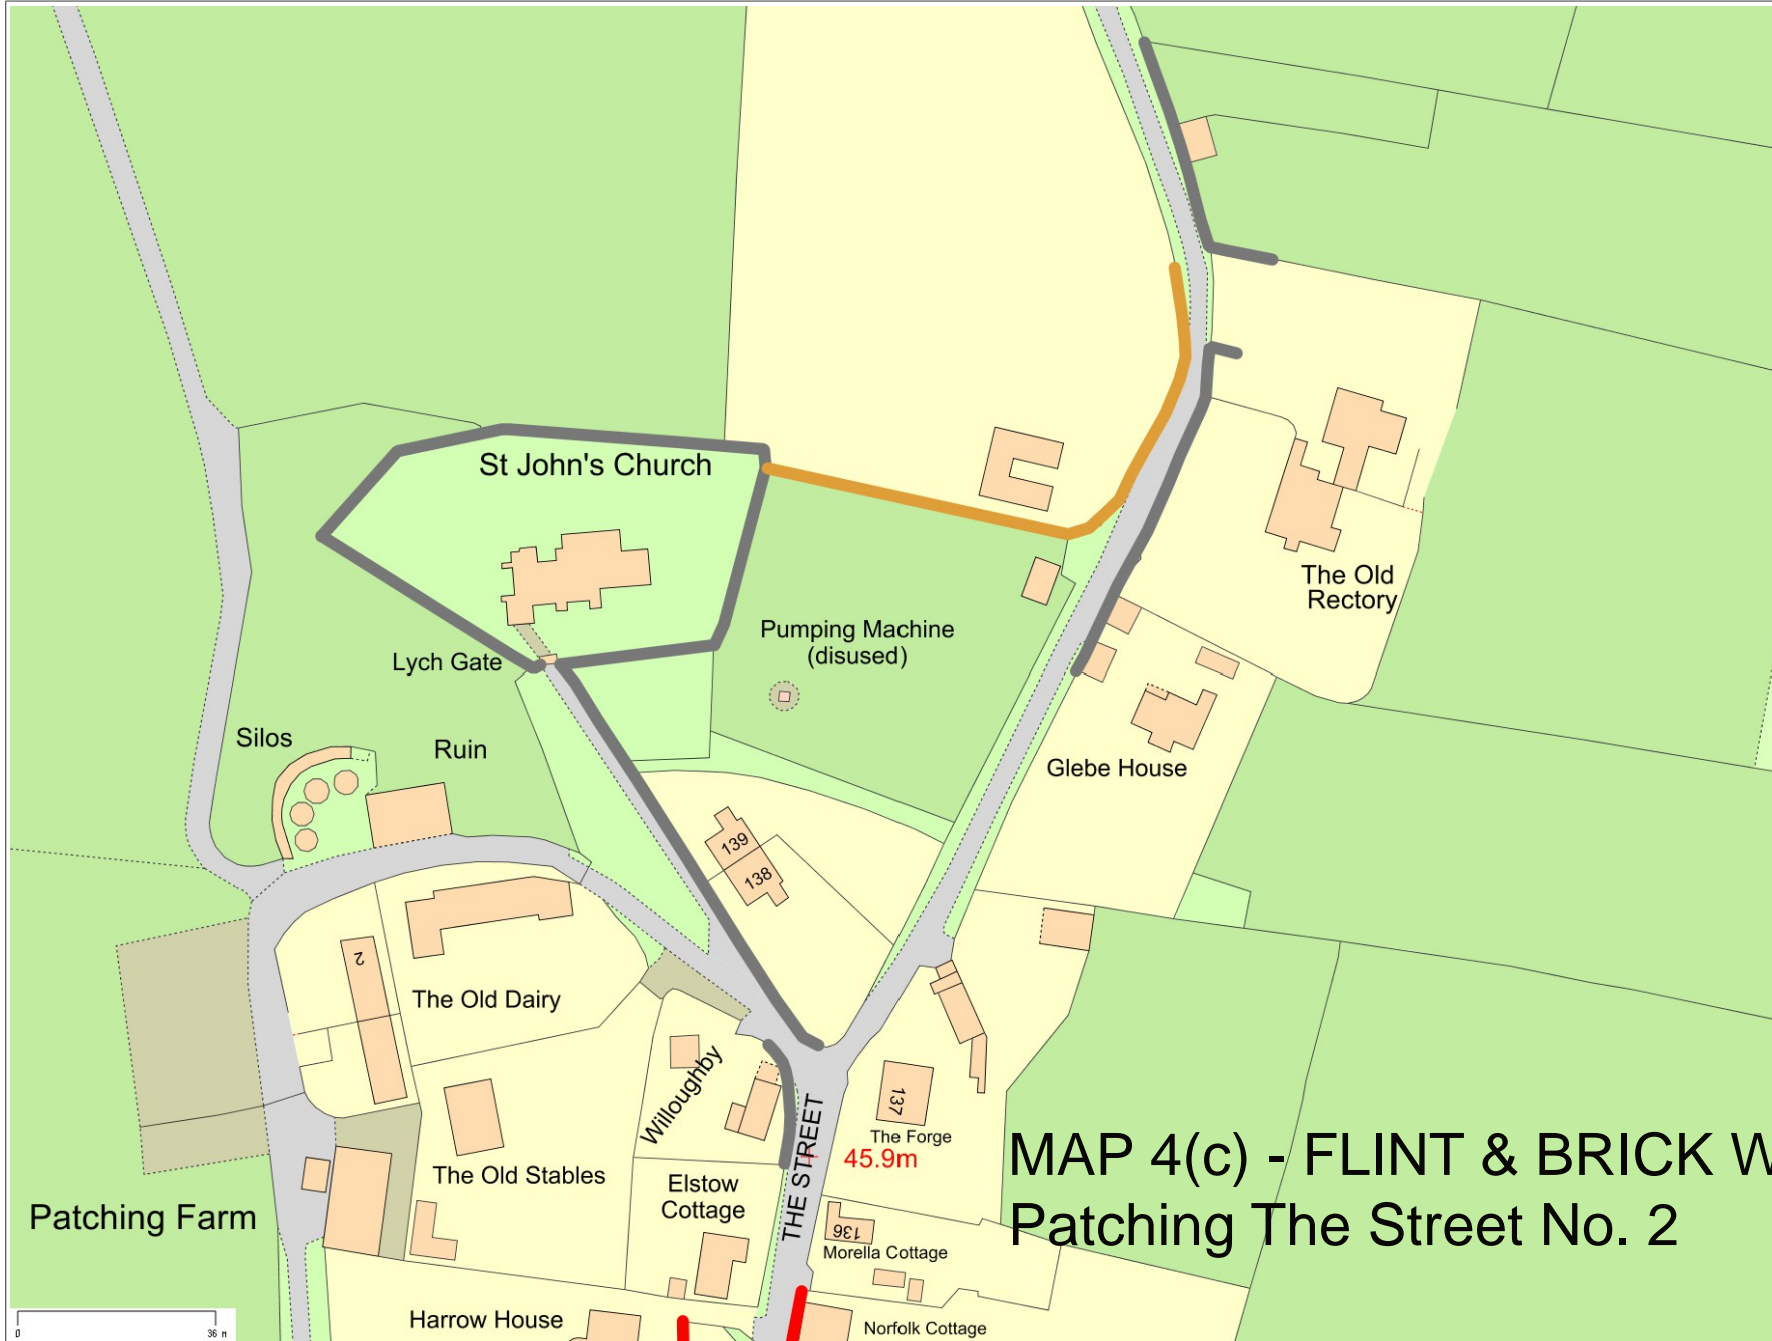 St John's Church
The Old
Rectory
Pumping Machine
(disused)
Lych Gate
Silos
Ruin
Glebe House
139
138
2
The Old Dairy
Willoughby
THE STREET
137
The Forge
45.9m
MAP 4(c) - FLINT & BRICK W
Patching The Street No. 2
The Old Stables
Elstow
Cottage
Patching Farm
136
Morella Cottage
Harrow House
Norfolk Cottage
0 36 M